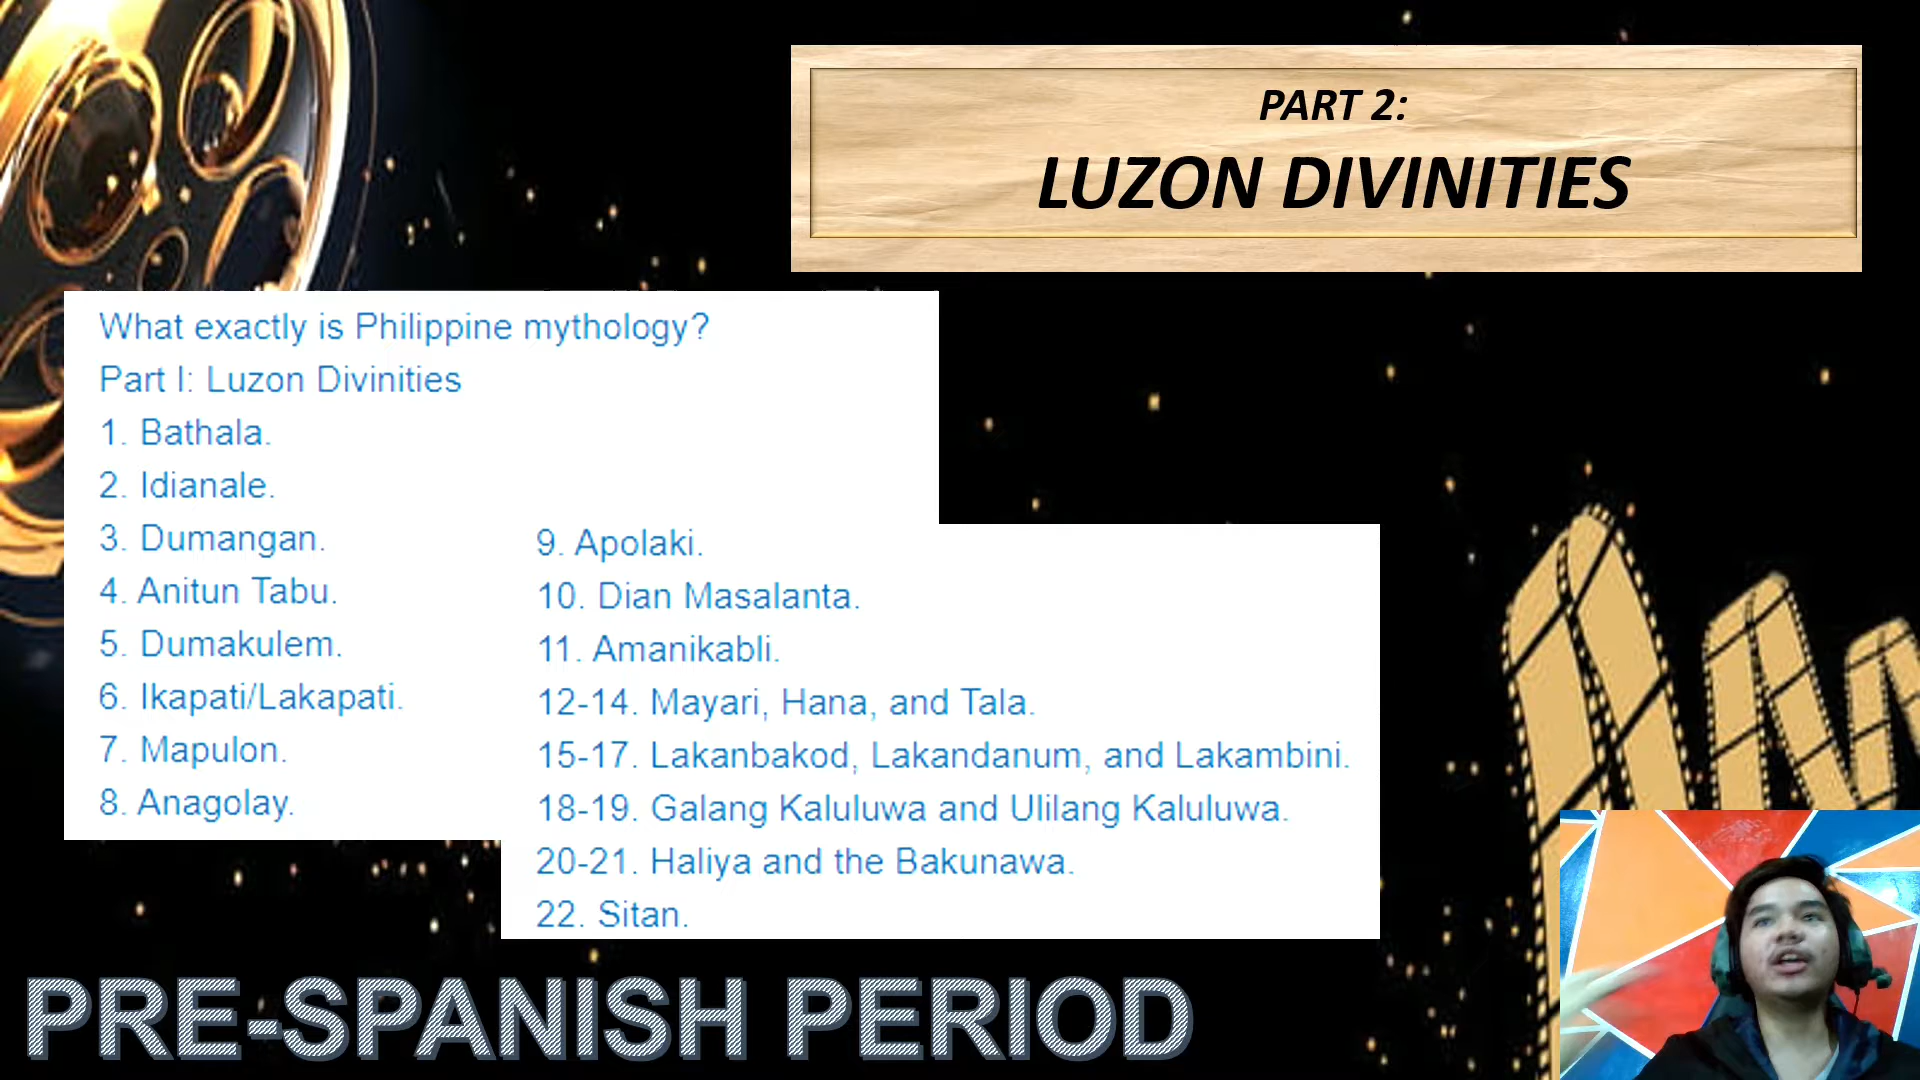 PART 2:
LUZON DIVINITIES
What exactly is Philippine mythology?
Part I: Luzon Divinities
1. Bathala.
2. Idianale.
3. Dumangan.
4. Anitun Tabu.
5. Dumakulem.
6. Ikapati/Lakapati.
7. Mapulon.
8. Anagolay.
9. Apolaki.
10. Dian Masalanta.
11. Amanikabli.
12-14. Mayari, Hana, and Tala.
15-17. Lakanbakod, Lakandanum, and Lakambini.
18-19. Galang Kaluluwa and Ulilang Kaluluwa.
20-21. Haliya and the Bakunawa.
22. Sitan.
PRE-SPANISH PERIOD